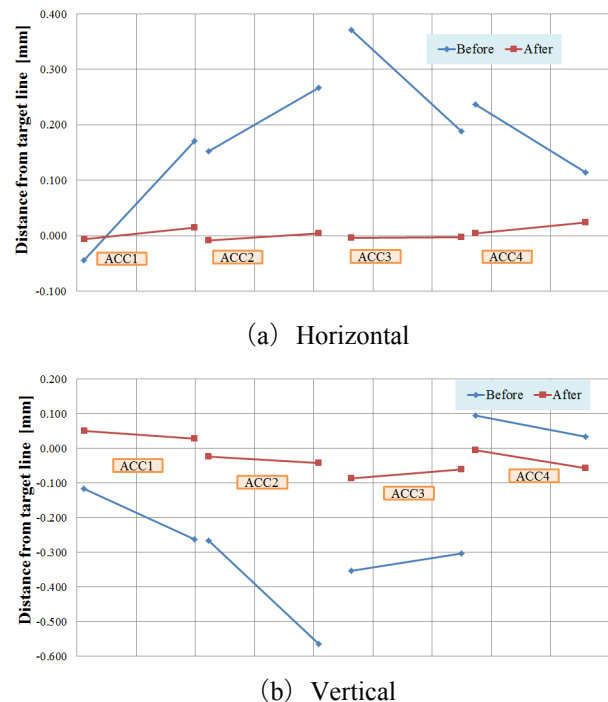 0.400
0.300
0.200
0.100
0.000
-0.100
Distance from target line [mm]
Before After
ACC1
ACC2
ACC3
ACC4
(a) Horizontal
0.200
0.100
0.000
-0.100
-0.200
-0.300
-0.400
-0.500
-0.600
Distance from target line [mm]
Before After
ACC1
ACC2
ACC3
ACC4
(b) Vertical